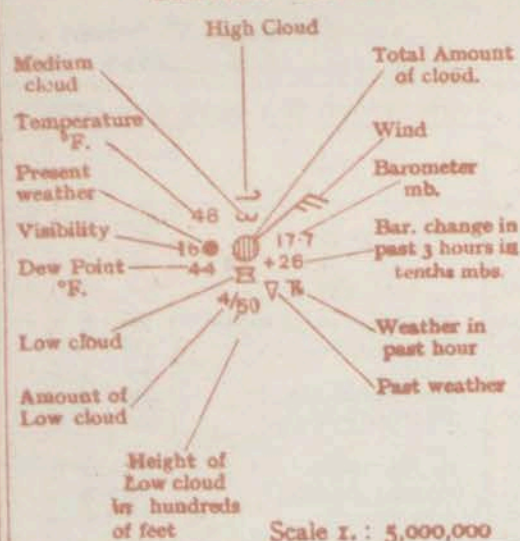 High Cloud
Medium
cloud
Total Amount
of cloud.
Temperature
°F.
Wind
Present
weather
Barometer
mb.
48
Visibility
16
17·7
Bar. change in
past 3 hours in
tenths mbs.
Dew Point
°F.
44
+26
Low cloud
4/50
Weather in
past hour
Amount of
Low cloud
Past weather
Height of
Low cloud
in hundreds
of feet
Scale 1. : 5,000,000